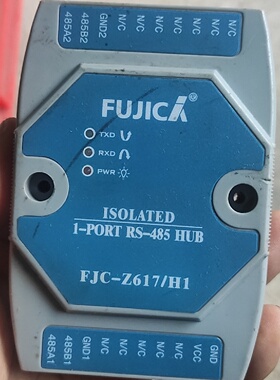 485A2
485B2
GND2
N/C
N/C
N/C
N/C
N/C
N/C
FUJICA®
TXD
RXD
PWR
ISOLATED
1-PORT RS-485 HUB
FJC-Z617/H1
485A1
485B1
GND1
N/C
N/C
N/C
N/C
VCC
GND